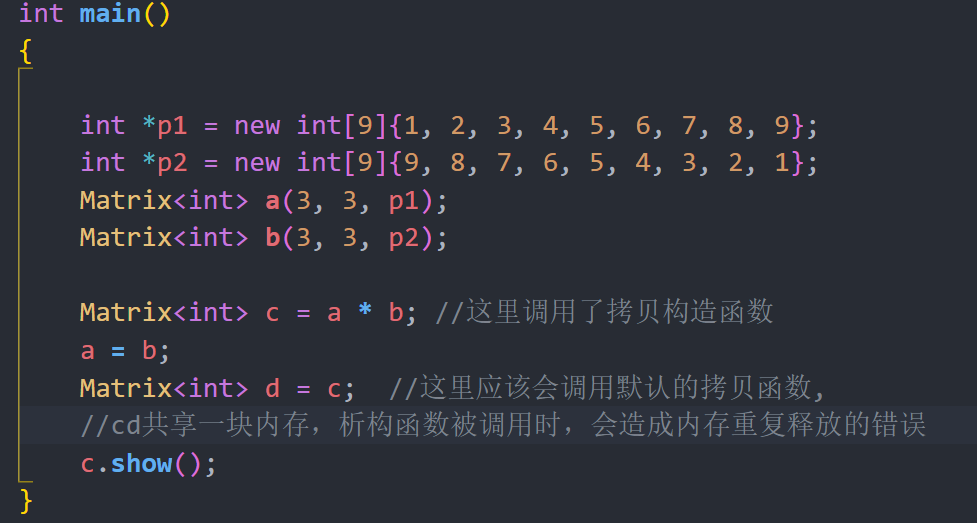 int main()
{
int *p1 = new int[9]{1, 2, 3, 4, 5, 6, 7, 8, 9};
int *p2 = new int[9]{9, 8, 7, 6, 5, 4, 3, 2, 1};
Matrix<int> a(3, 3, p1);
Matrix<int> b(3, 3, p2);
Matrix<int> c = a * b; //这里调用了拷贝构造函数
a = b;
Matrix<int> d = c;  //这里应该会调用默认的拷贝函数,
//cd共享一块内存，析构函数被调用时，会造成内存重复释放的错误
c.show();
}